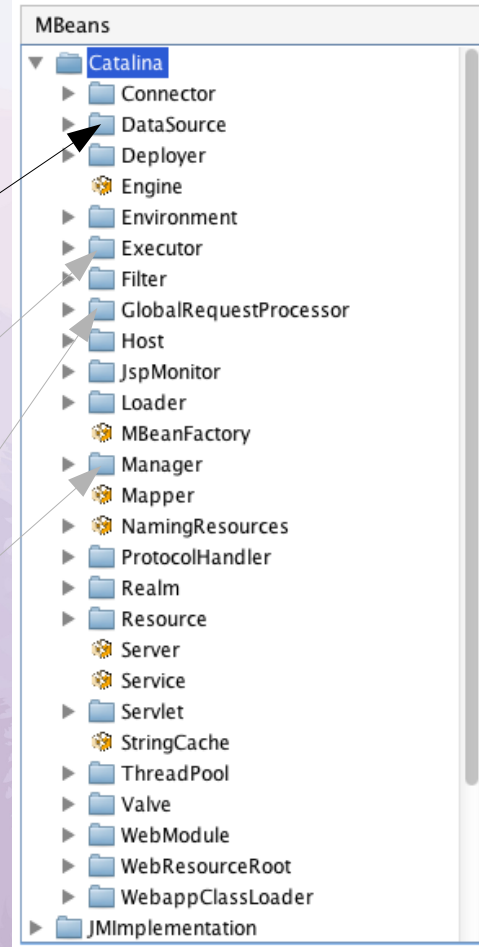 MBeans
Catalina
Connector
DataSource
Deployer
Engine
Environment
Executor
Filter
GlobalRequestProcessor
Host
JspMonitor
Loader
MBeanFactory
Manager
Mapper
NamingResources
ProtocolHandler
Realm
Resource
Server
Service
Servlet
StringCache
ThreadPool
Valve
WebModule
WebResourceRoot
WebappClassLoader
JMImplementation